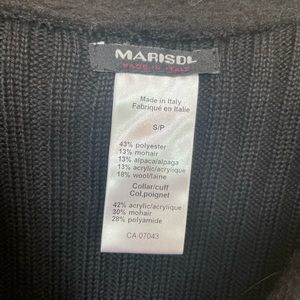 MARISOL
MADE IN ITALY
Made in Italy
Fabriqué en Italie
S/P
43% polyester
13% mohair
13% alpaca/alpaga
13% acrylic/acrylique
18% wool/laine
Collar/cuff
Col,poignet
42% acrylic/acrylique
30% mohair
28% polyamide
CA 07043